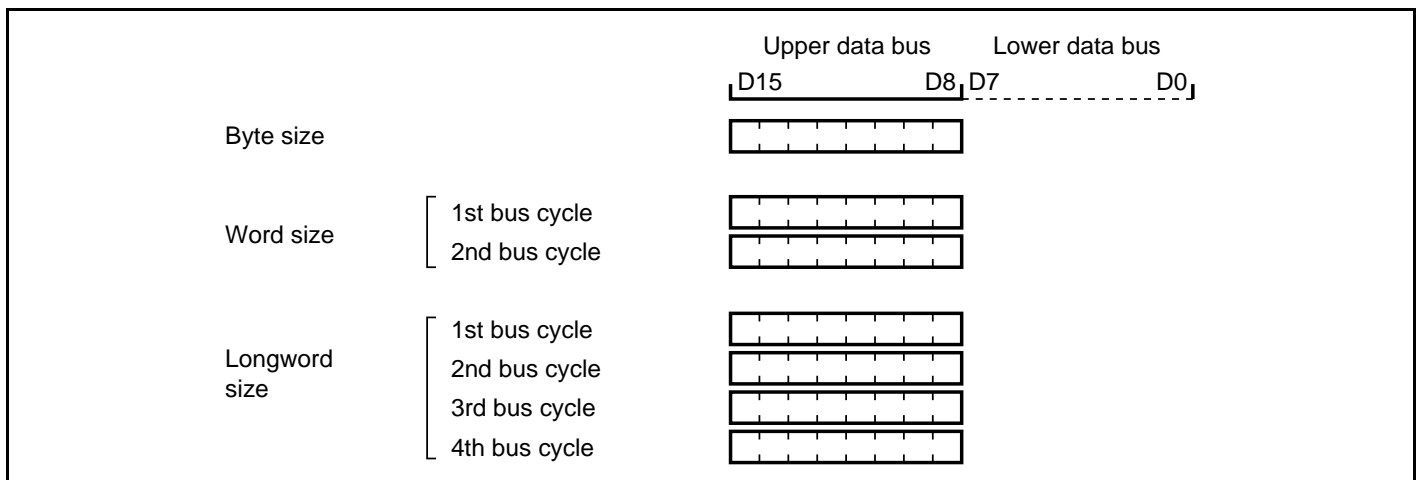 Upper data bus Lower data bus
D15 D8 D7 D0
Byte size
Word size
1st bus cycle
2nd bus cycle
Longword
size
1st bus cycle
2nd bus cycle
3rd bus cycle
4th bus cycle